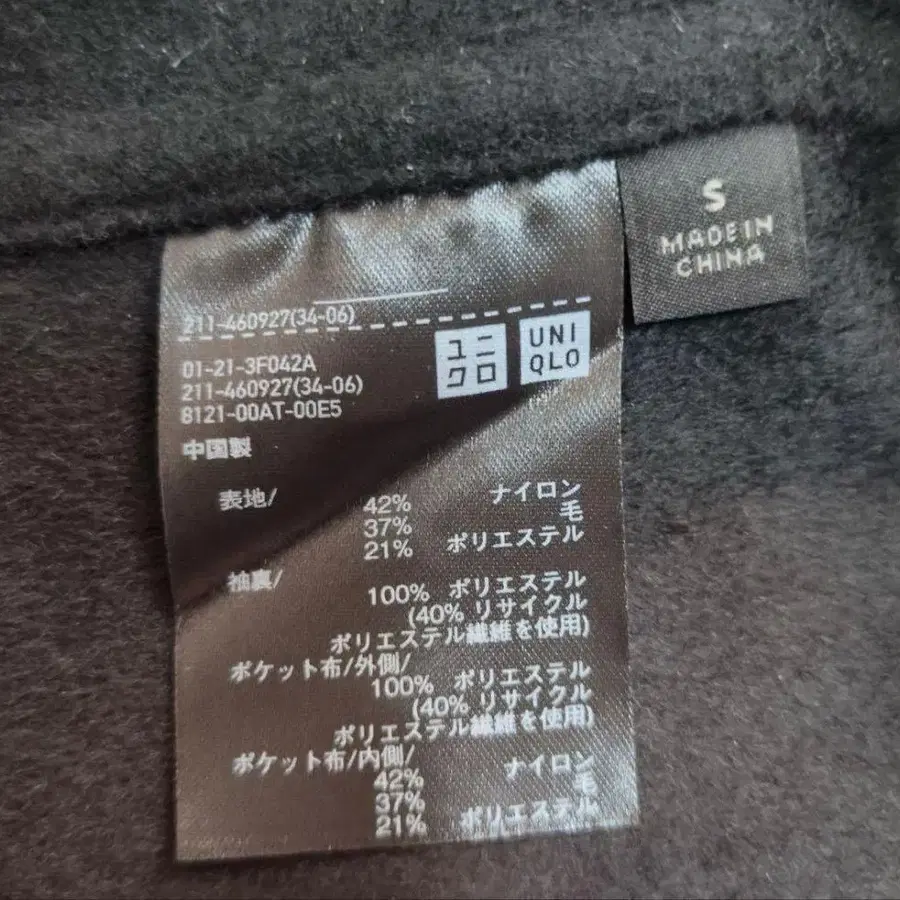 S
MADE IN
CHINA
211-460927(34-06)
ユニ
クロ
UNI
QLO
01-21-3F042A
211-460927(34-06)
8121-00AT-00E5
中国製
表地/
42% ナイロン
37% 毛
21% ポリエステル
袖裏/
100% ポリエステル
(40% リサイクル
ポリエステル繊維を使用)
ポケット布/外側/
100% ポリエステル
(40% リサイクル
ポリエステル繊維を使用)
ポケット布/内側/
42% ナイロン
37% 毛
21% ポリエステル